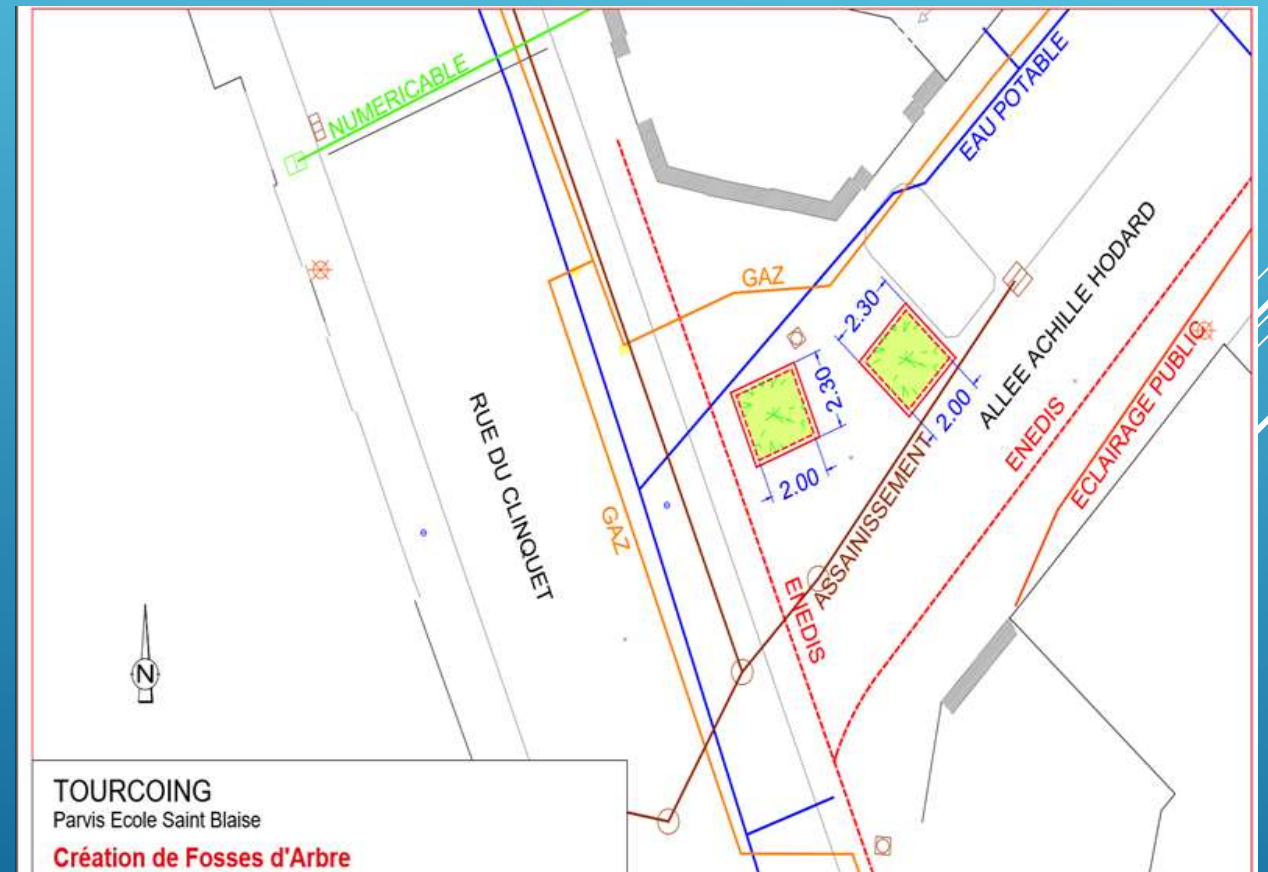 NUMERICABLE
EAU POTABLE
GAZ
ALLEE ACHILLE HODARD
2.30
2.30
2.00
2.00
RUE DU CLINQUET
GAZ
ASSAINISSEMENT
ENEDIS
ECLAIRAGE PUBLIC
ENEDIS
N
TOURCOING
Parvis Ecole Saint Blaise
Création de Fosses d'Arbre